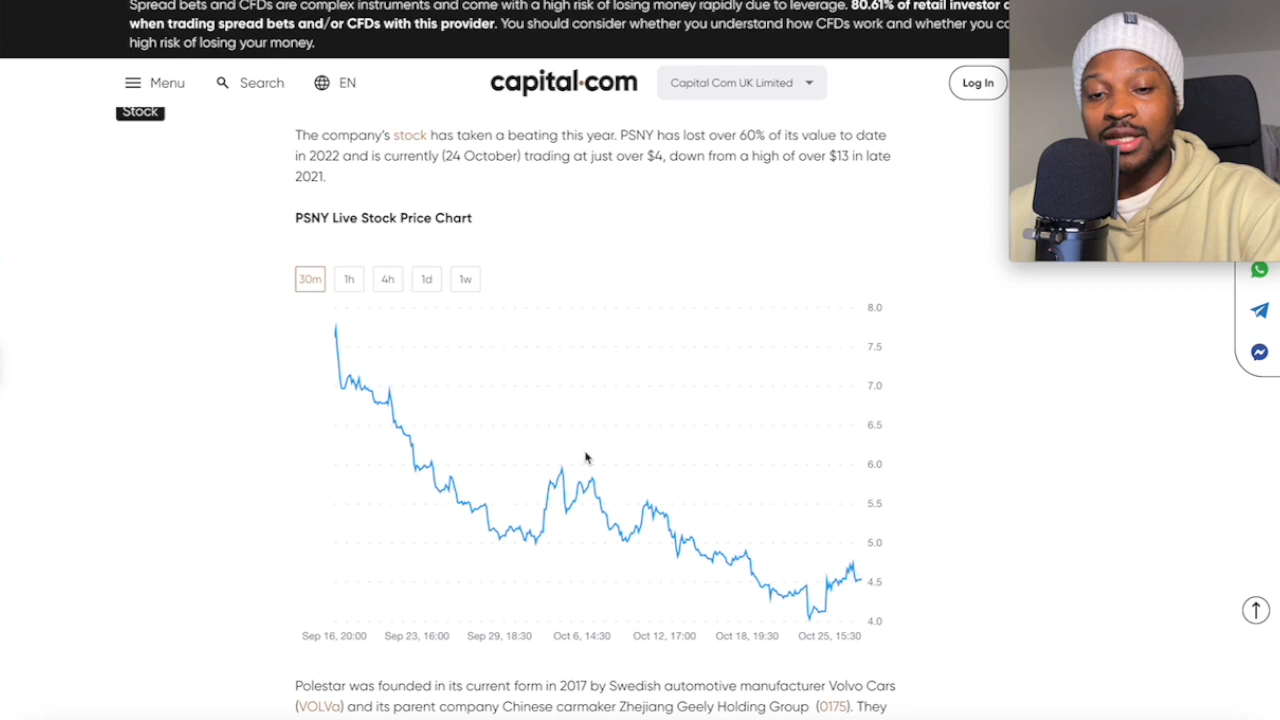 Spread bets and CFDs are complex instruments and come with a high risk of losing money rapidly due to leverage. 80.61% of retail investor
when trading spread bets and/or CFDs with this provider. You should consider whether you understand how CFDs work and whether you
high risk of losing your money.
Menu Search EN capital.com Capital Com UK Limited Log In
Stock
The company's stock has taken a beating this year. PSNY has lost over 60% of its value to date
in 2022 and is currently (24 October) trading at just over $4, down from a high of over $13 in late
2021.
PSNY Live Stock Price Chart
30m 1h 4h 1d 1w
8.0
7.5
7.0
6.5
6.0
5.5
5.0
4.5
4.0
Sep 16, 20:00 Sep 23, 16:00 Sep 29, 18:30 Oct 6, 14:30 Oct 12, 17:00 Oct 18, 19:30 Oct 25, 15:30
Polestar was founded in its current form in 2017 by Swedish automotive manufacturer Volvo Cars
(VOLVa) and its parent company Chinese carmaker Zhejiang Geely Holding Group (0175). They